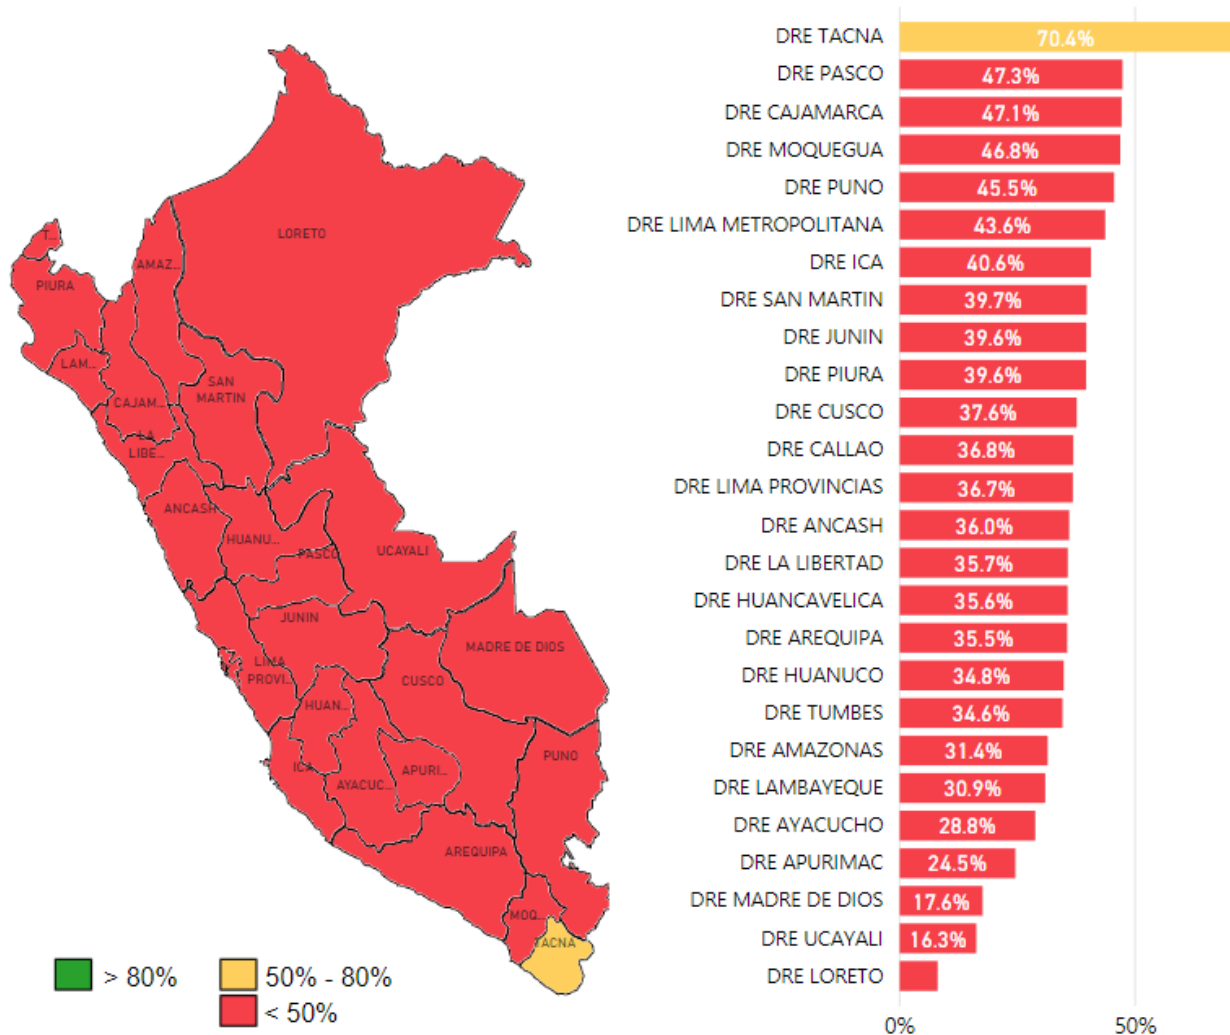 LORETO
T...
AMAZ...
PIURA
LAM...
SAN
MARTIN
CAJAM...
LA
LIBE...
ANCASH
HUANU...
PASCO
UCAYALI
JUNIN
MADRE DE DIOS
LIMA
PROVI...
CUSCO
HUAN...
ICA
APURI...
AYACUC...
PUNO
AREQUIPA
MOQ...
TACNA
> 80%
50% - 80%
< 50%
DRE TACNA 70.4%
DRE PASCO 47.3%
DRE CAJAMARCA 47.1%
DRE MOQUEGUA 46.8%
DRE PUNO 45.5%
DRE LIMA METROPOLITANA 43.6%
DRE ICA 40.6%
DRE SAN MARTIN 39.7%
DRE JUNIN 39.6%
DRE PIURA 39.6%
DRE CUSCO 37.6%
DRE CALLAO 36.8%
DRE LIMA PROVINCIAS 36.7%
DRE ANCASH 36.0%
DRE LA LIBERTAD 35.7%
DRE HUANCAVELICA 35.6%
DRE AREQUIPA 35.5%
DRE HUANUCO 34.8%
DRE TUMBES 34.6%
DRE AMAZONAS 31.4%
DRE LAMBAYEQUE 30.9%
DRE AYACUCHO 28.8%
DRE APURIMAC 24.5%
DRE MADRE DE DIOS 17.6%
DRE UCAYALI 16.3%
DRE LORETO
0% 50%